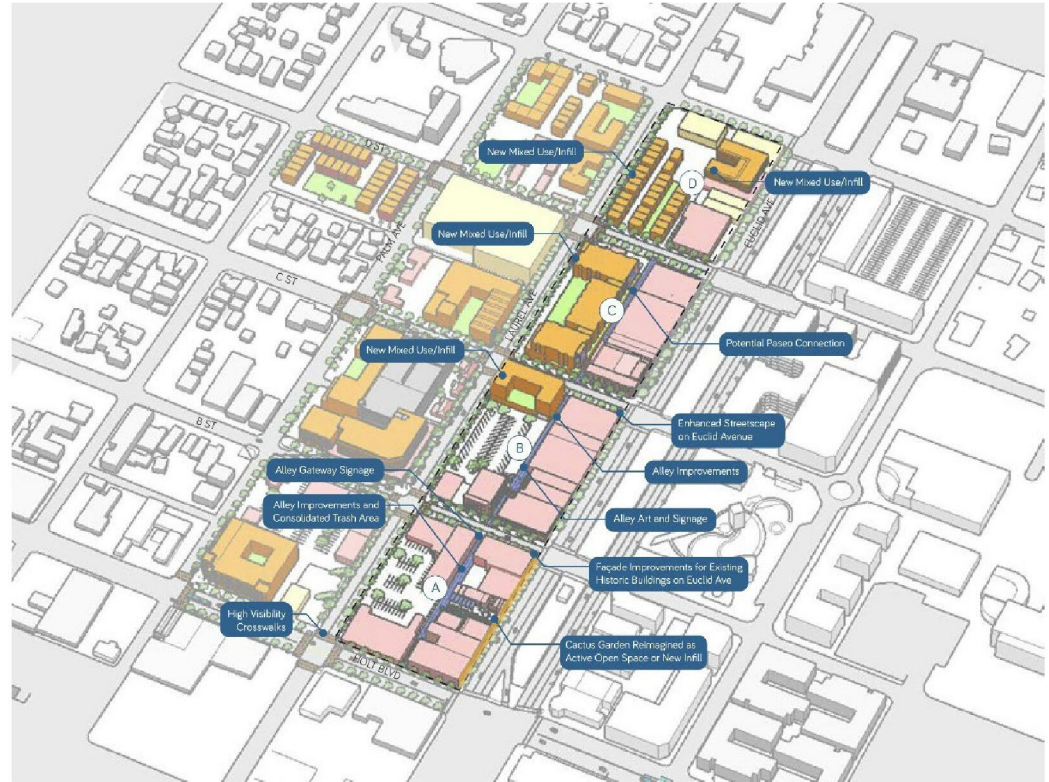 D ST
New Mixed Use/Infill
D
New Mixed Use/Infill
EUCLID AVE
PALM AVE
New Mixed Use/Infill
C ST
LAUREL AVE
C
Potential Paseo Connection
New Mixed Use/Infill
Enhanced Streetscape
on Euclid Avenue
B ST
B
Alley Improvements
Alley Gateway Signage
Alley Improvements and
Consolidated Trash Area
Alley Art and Signage
Façade Improvements for Existing
Historic Buildings on Euclid Ave
A
High Visibility
Crosswalks
Cactus Garden Reimagined as
Active Open Space or New Infill
HOLT BLVD